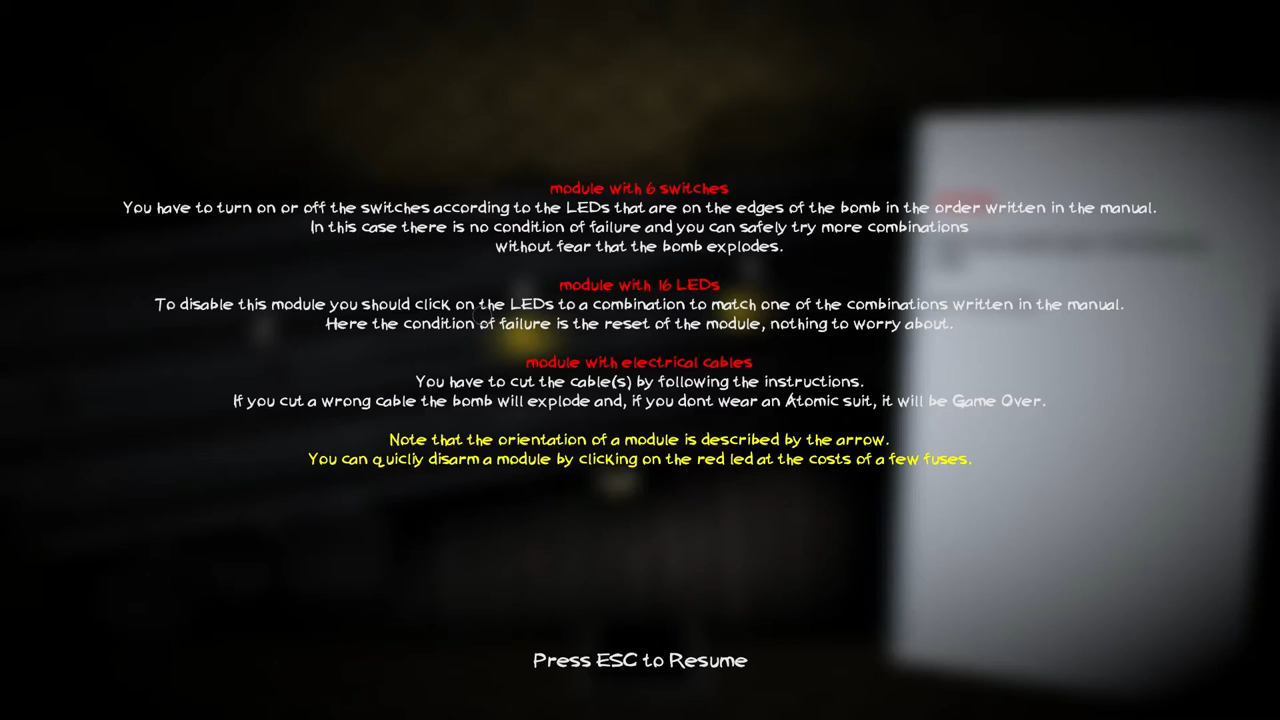 module with 6 switches
You have to turn on or off the switches according to the LEDs that are on the edges of the bomb in the order written in the manual.
In this case there is no condition of failure and you can safely try more combinations
without fear that the bomb explodes.
module with 16 LEDs
To disable this module you should click on the LEDs to a combination to match one of the combinations written in the manual.
Here the condition of failure is the reset of the module, nothing to worry about.
module with electrical cables
You have to cut the cable(s) by following the instructions.
If you cut a wrong cable the bomb will explode and, if you dont wear an Atomic suit, it will be Game Over.
Note that the orientation of a module is described by the arrow.
You can quicliy disarm a module by clicking on the red led at the costs of a few fuses.
Press ESC to Resume